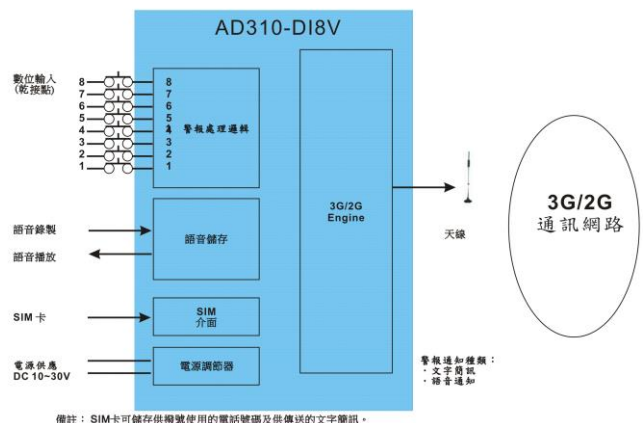 AD310-DI8V
數位輸入
(乾接點)
8 8
7 7
6 6
5 5
4 4 警報處理邏輯
3 3
2 2
1 1
3G/2G
Engine
天線
3G/2G
通訊網路
語音錄製
語音播放
語音儲存
SIM 卡
SIM
介面
電源供應
DC 10~30V
電源調節器
警報通知種類：
・文字簡訊
・語音通知
備註： SIM卡可儲存供撥號使用的電話號碼及供傳送的文字簡訊。